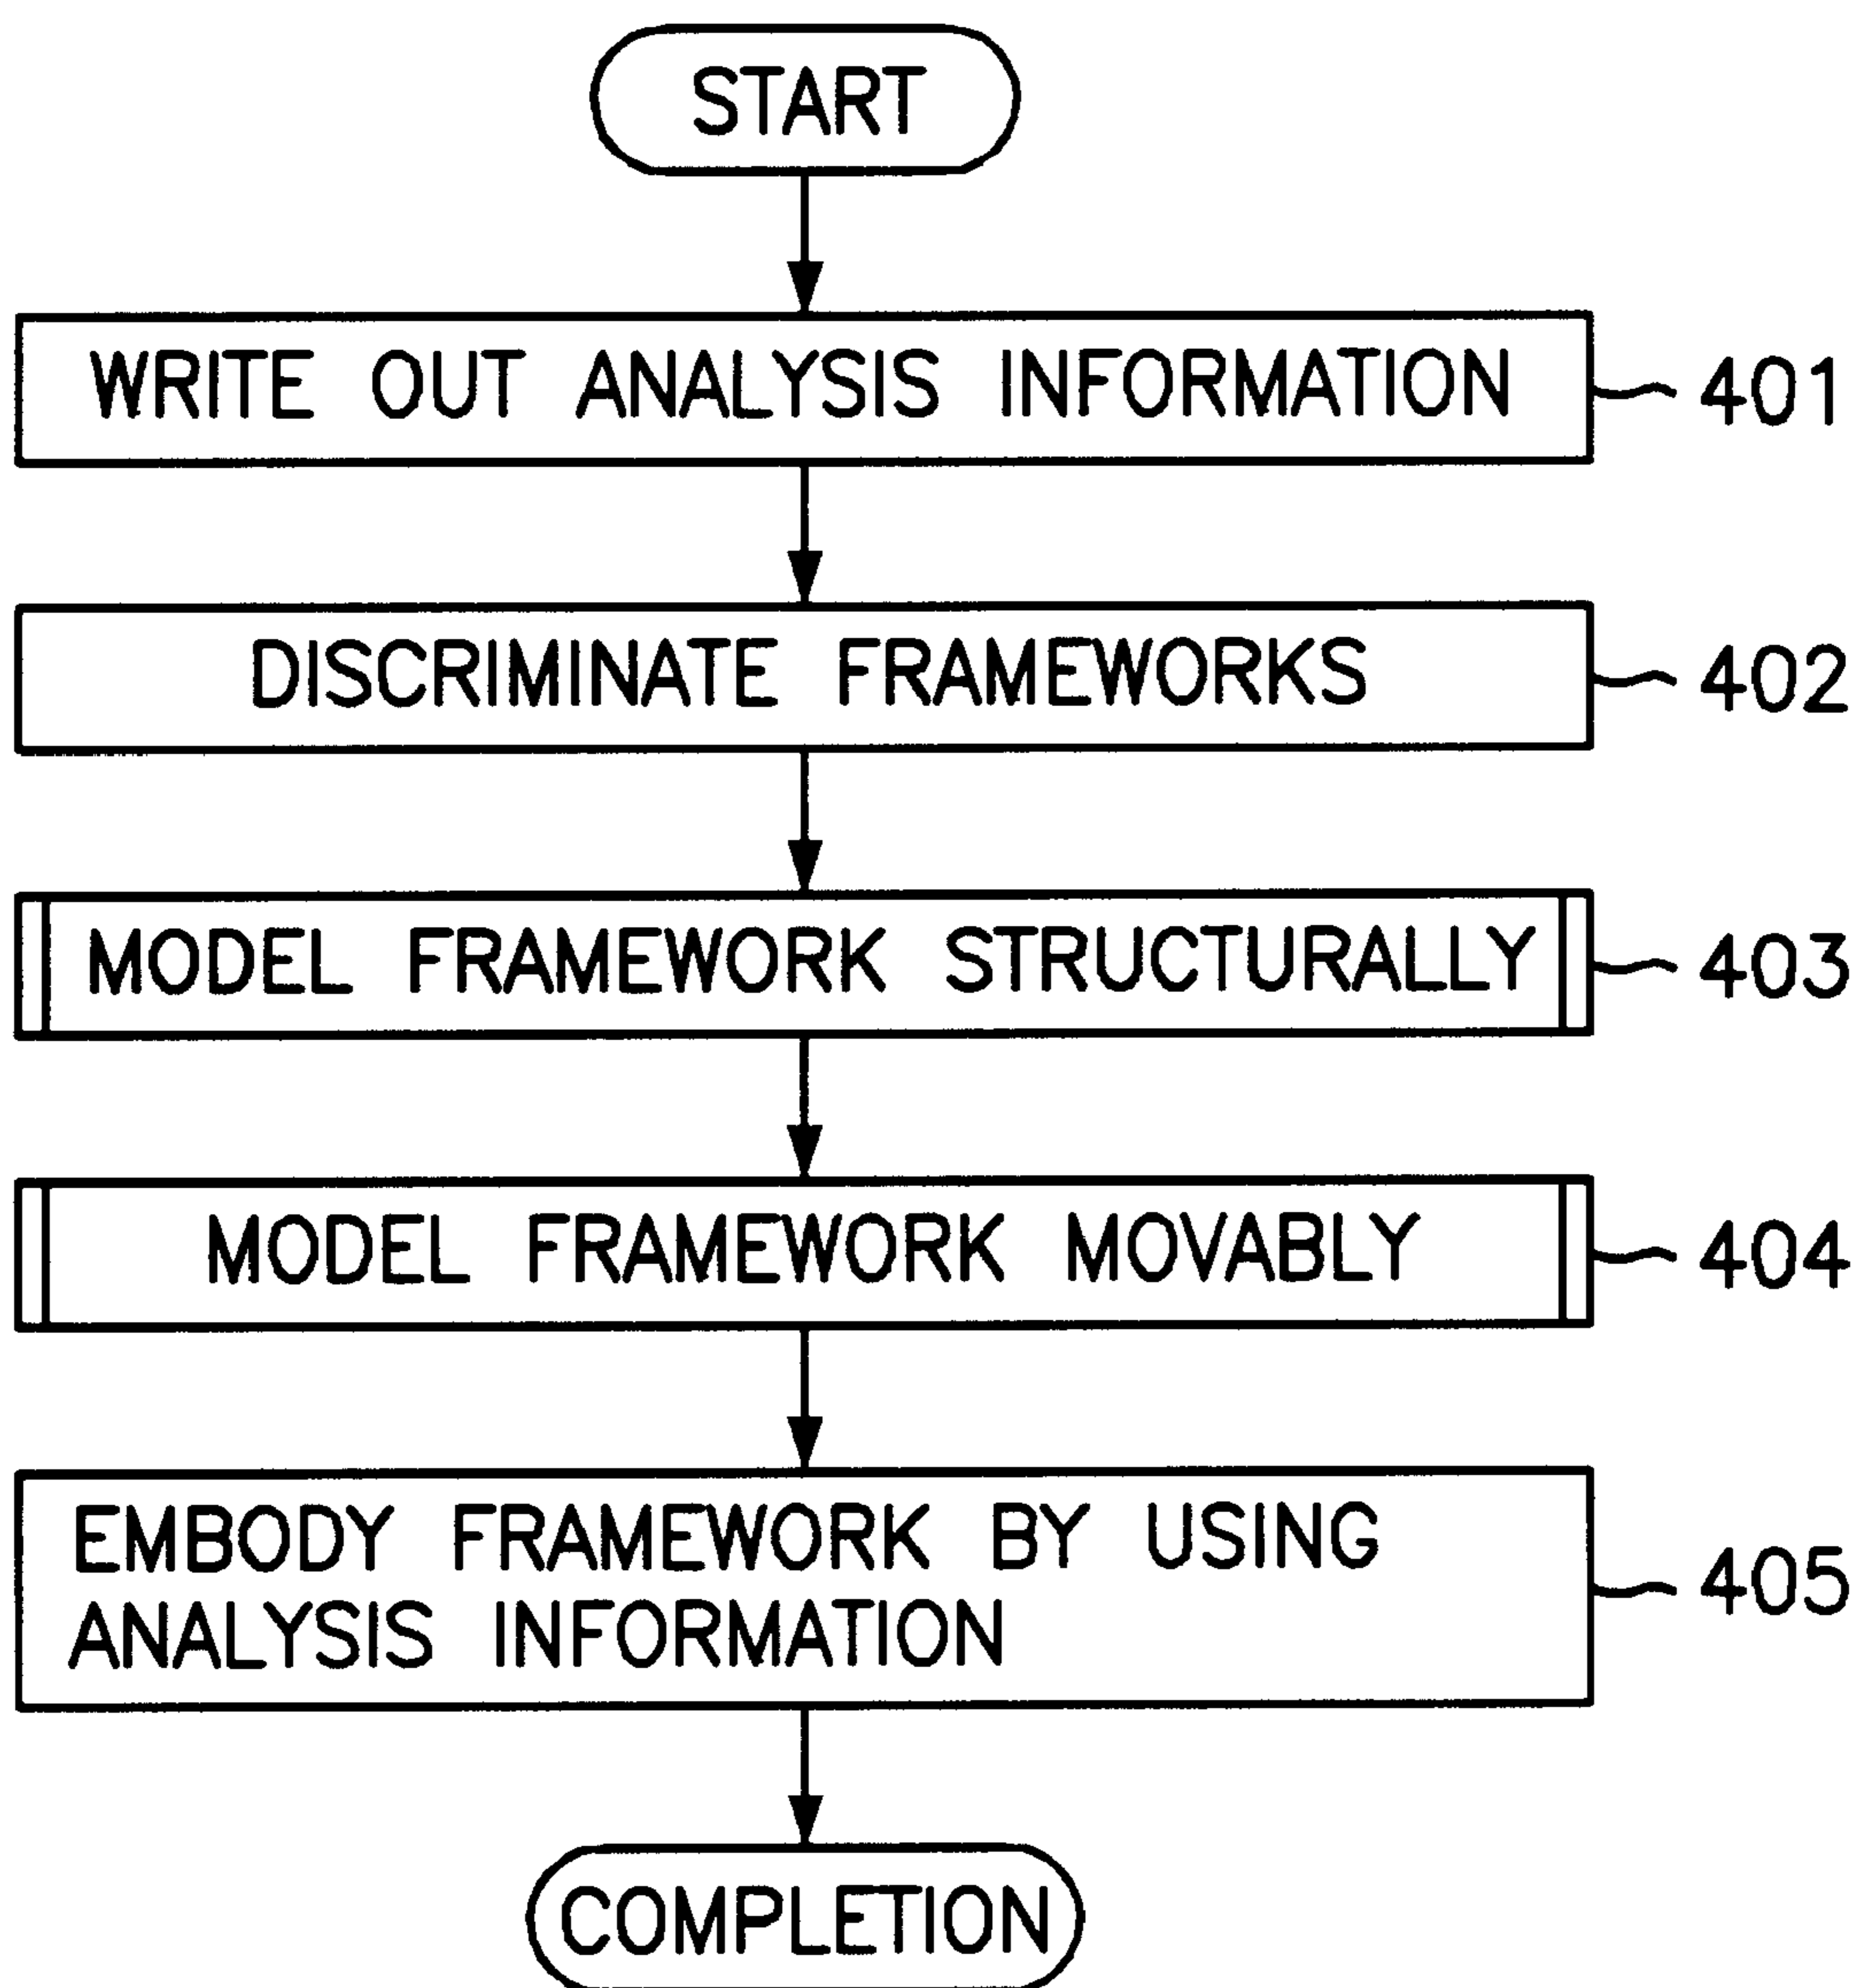 START
WRITE OUT ANALYSIS INFORMATION
401
DISCRIMINATE FRAMEWORKS
402
MODEL FRAMEWORK STRUCTURALLY
403
MODEL FRAMEWORK MOVABLY
404
EMBODY FRAMEWORK BY USING
ANALYSIS INFORMATION
405
COMPLETION